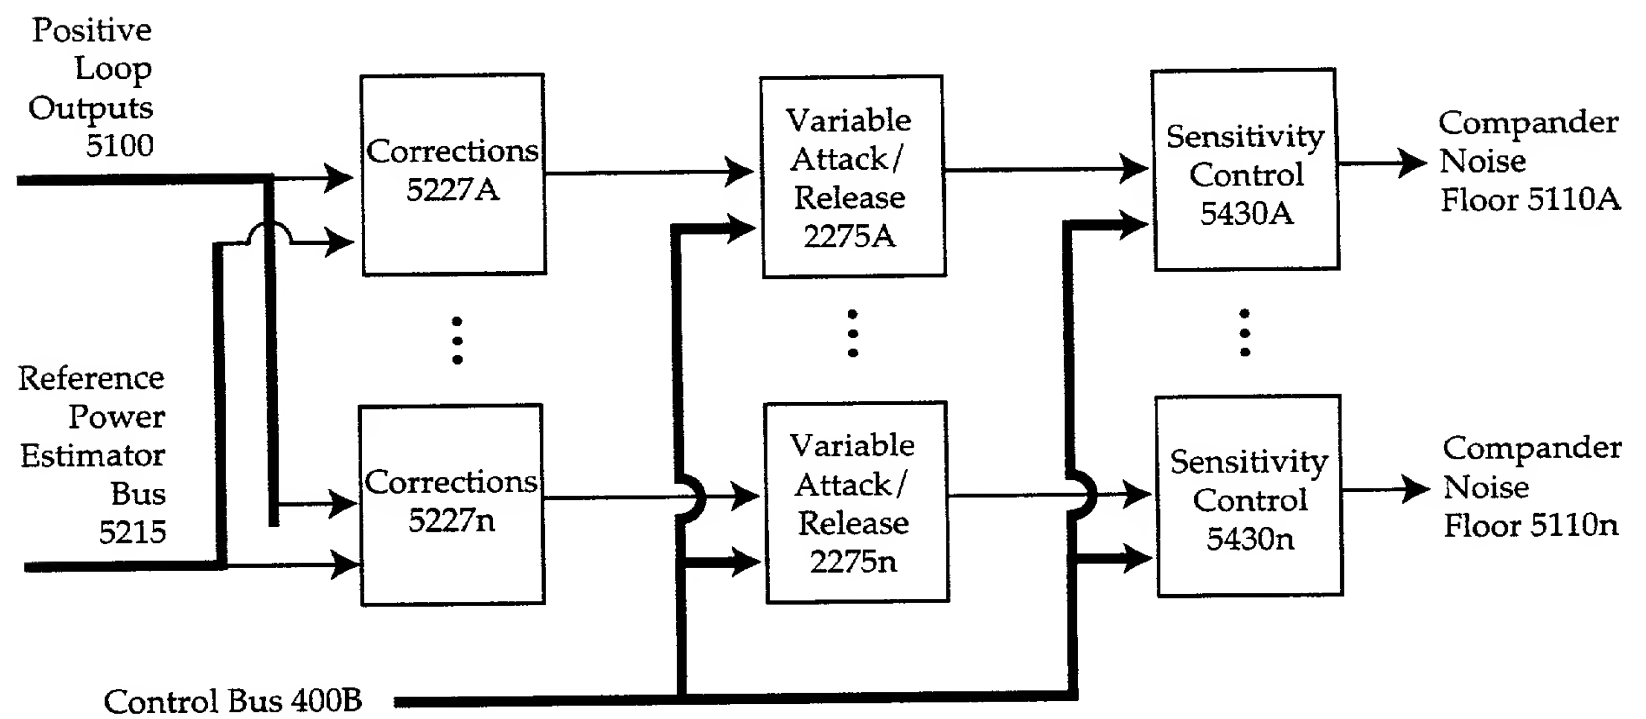 Positive
Loop
Outputs
5100
Corrections
5227A
Variable
Attack/
Release
2275A
Sensitivity
Control
5430A
Compander
Noise
Floor 5110A
Reference
Power
Estimator
Bus
5215
Corrections
5227n
Variable
Attack/
Release
2275n
Sensitivity
Control
5430n
Compander
Noise
Floor 5110n
Control Bus 400B